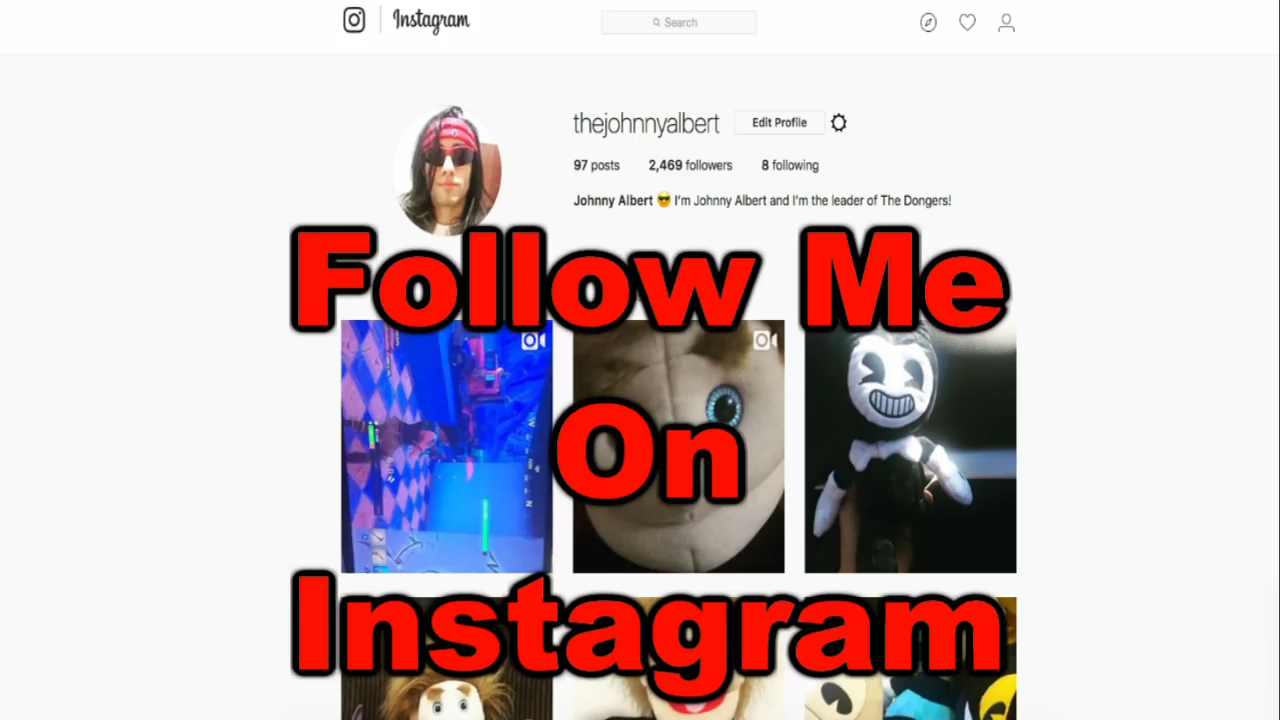 Instagram
Search
thejohnnyalbert Edit Profile
97 posts 2,469 followers 8 following
Johnny Albert 😎 I'm Johnny Albert and I'm the leader of The Dongers!
Follow Me
On
Instagram